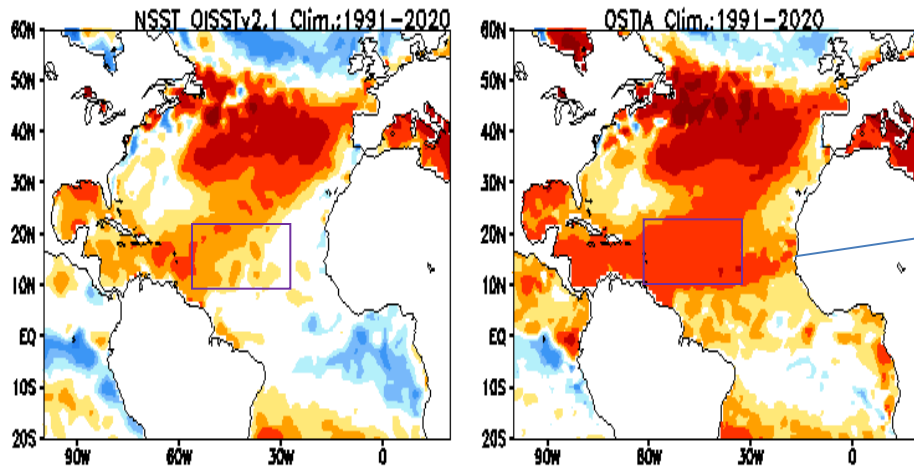 NSST OISSTv2.1 Clim.:1991-2020
60N
50N
40N
30N
20N
10N
EQ
10S
20S
90W 60W 30W 0
OSTIA Clim.:1991-2020
60N
50N
40N
30N
20N
10N
EQ
10S
20S
90W 60W 30W 0